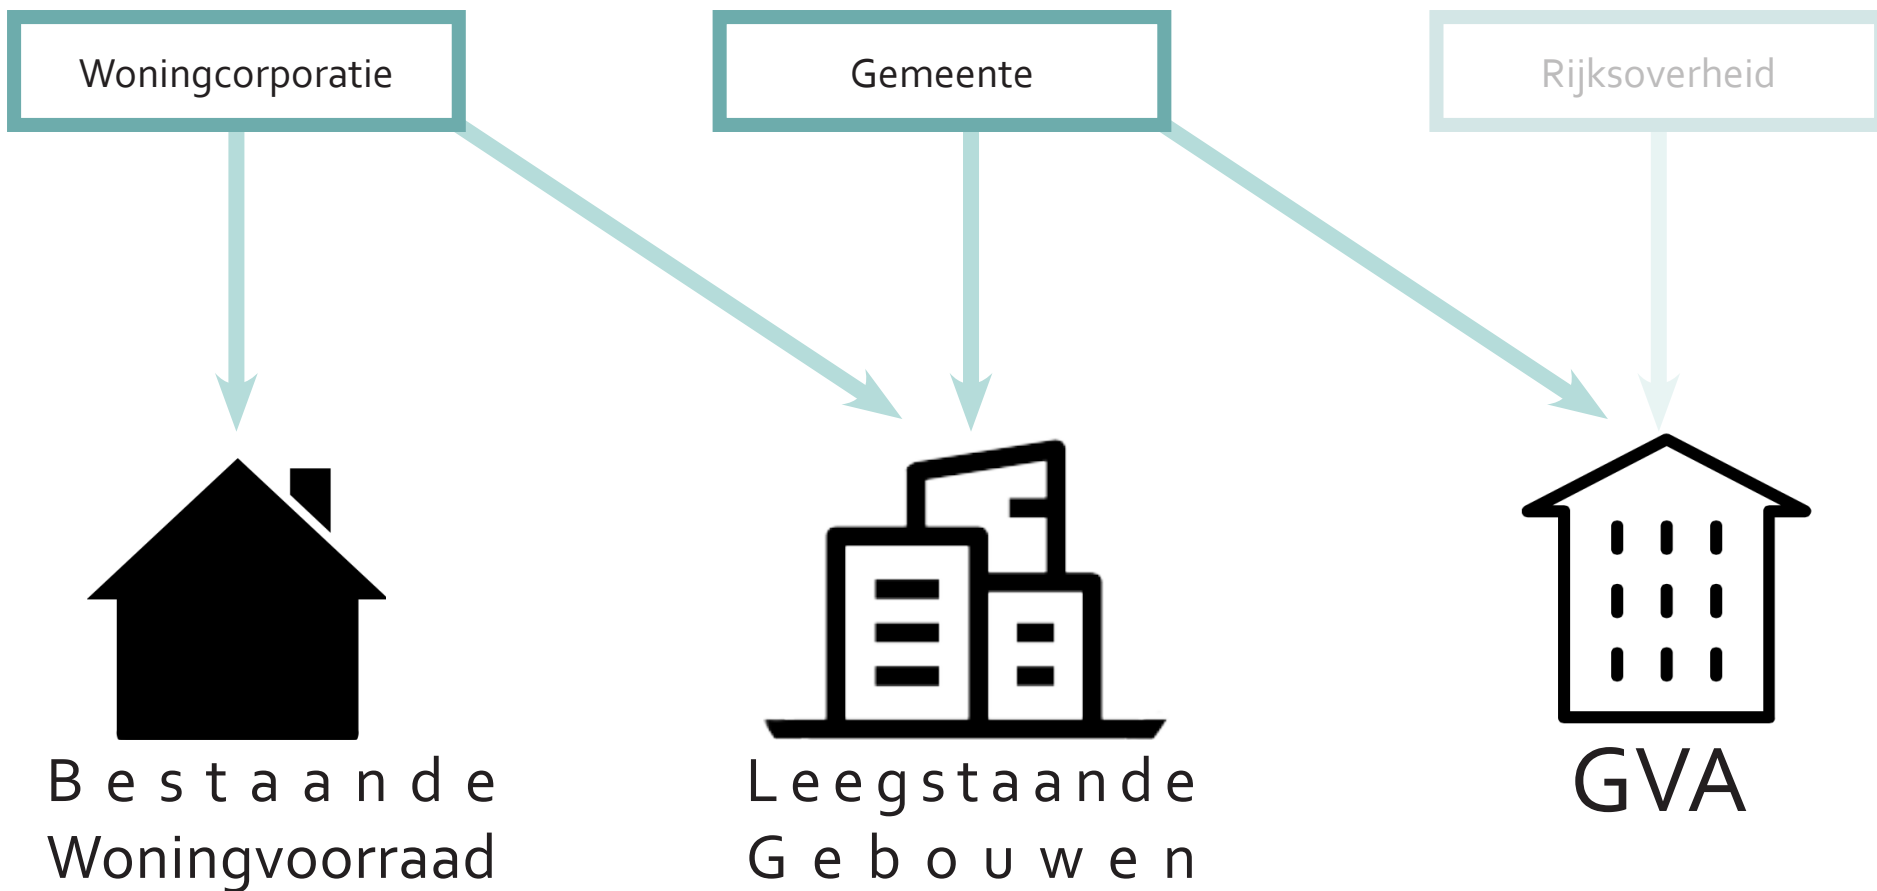 Woningcorporatie
Gemeente
Rijksoverheid
Bestaande
Woningvoorraad
Leegstaande
Gebouwen
GVA